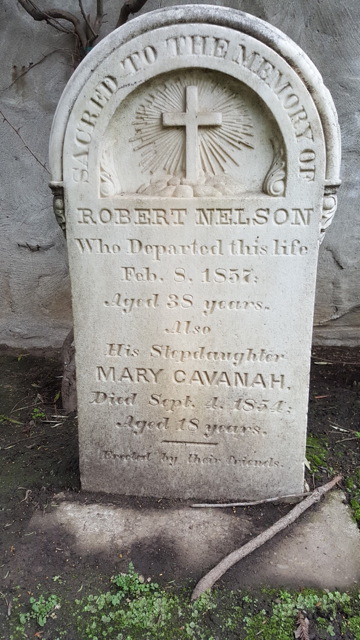 SACRED TO THE MEMORY OF
ROBERT NELSON
Who Departed this life
Feb. 8. 1857:
Aged 38 years.
Also
His Stepdaughter
MARY CAVANAH.
Died Sept. 4. 1854:
Aged 18 years.
Erected by their friends.